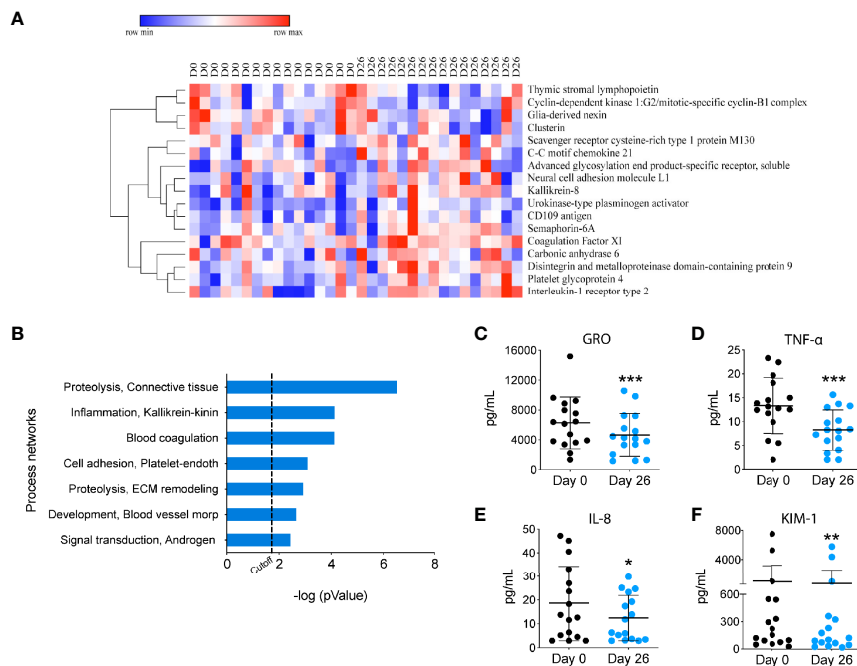 A
row min row max
D0 D0 D0 D0 D0 D0 D0 D0 D0 D0 D0 D0 D0 D0 D0 D0 D26 D26 D26 D26 D26 D26 D26 D26 D26 D26 D26 D26 D26 D26 D26 D26
Thymic stromal lymphopoietin
Cyclin-dependent kinase 1:G2/mitotic-specific cyclin-B1 complex
Glia-derived nexin
Clusterin
Scavenger receptor cysteine-rich type 1 protein M130
C-C motif chemokine 21
Advanced glycosylation end product-specific receptor, soluble
Neural cell adhesion molecule L1
Kallikrein-8
Urokinase-type plasminogen activator
CD109 antigen
Semaphorin-6A
Coagulation Factor XI
Carbonic anhydrase 6
Disintegrin and metalloproteinase domain-containing protein 9
Platelet glycoprotein 4
Interleukin-1 receptor type 2
B
Process networks
Proteolysis, Connective tissue
Inflammation, Kallikrein-kinin
Blood coagulation
Cell adhesion, Platelet-endoth
Proteolysis, ECM remodeling
Development, Blood vessel morp
Signal transduction, Androgen
0 2 4 6 8
Cutoff
-log (pValue)
C
GRO
pg/mL
16000
12000
8000
4000
0
***
Day 0 Day 26
D
TNF-α
pg/mL
25
20
15
10
5
0
***
Day 0 Day 26
E
IL-8
pg/mL
50
40
30
20
10
0
*
Day 0 Day 26
F
KIM-1
pg/mL
8000
4000
600
300
0
**
Day 0 Day 26